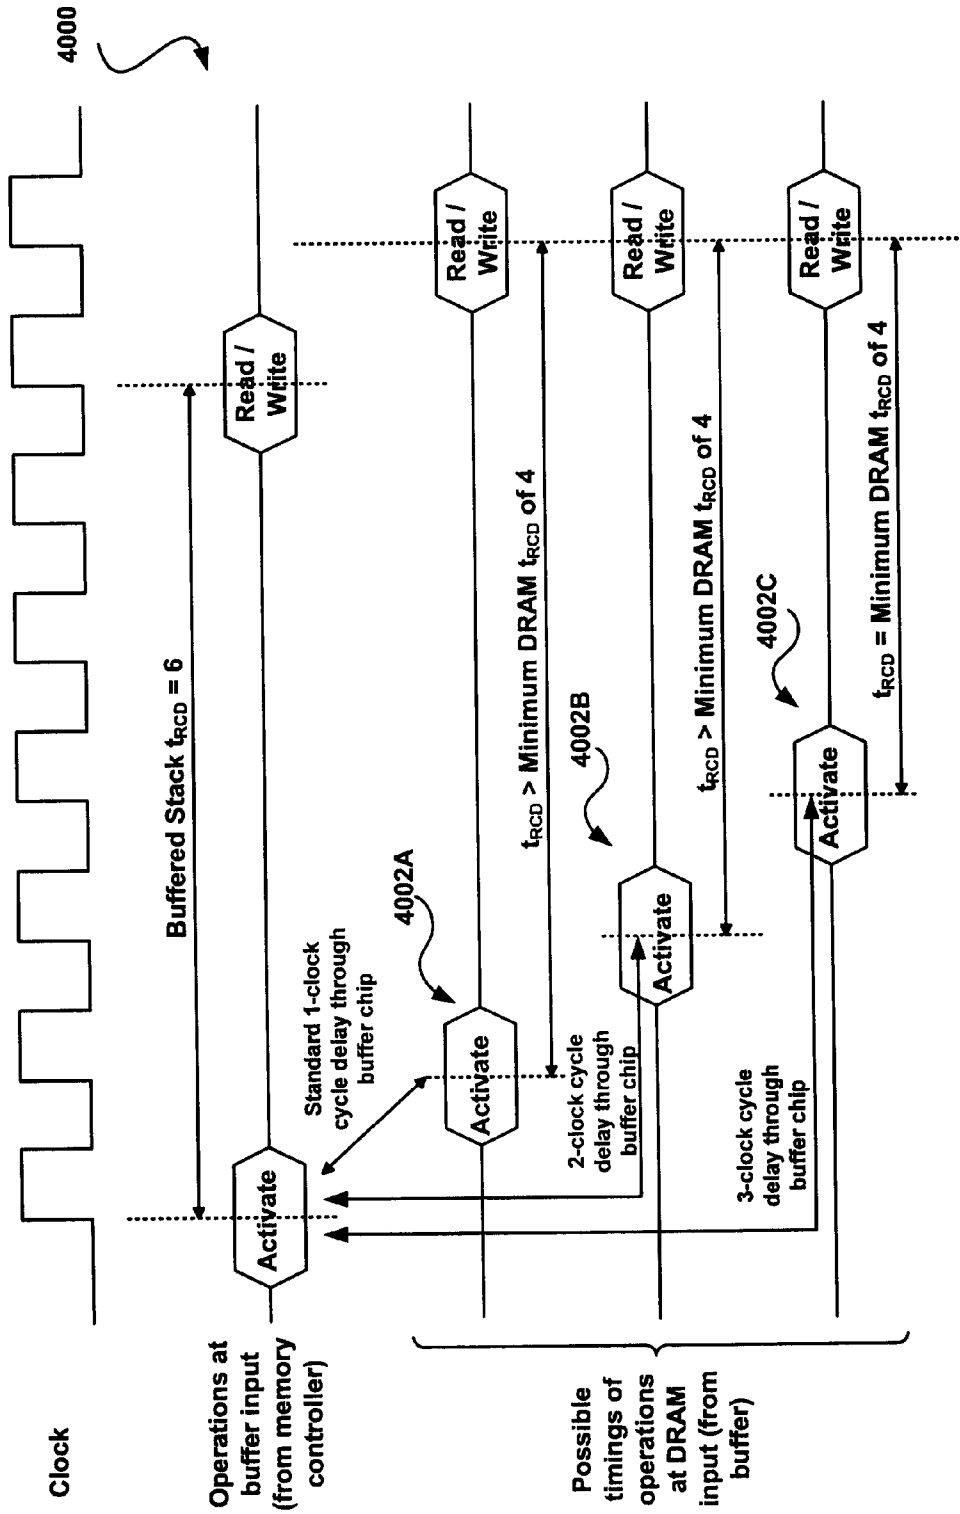 4000
Clock
Operations at
buffer input
(from memory
controller)
Activate
Buffered Stack tRCD = 6
Read /
Write
Standard 1-clock
cycle delay through
buffer chip
4002A
Activate
tRCD > Minimum DRAM tRCD of 4
Read /
Write
Possible
timings of
operations
at DRAM
input (from
buffer)
2-clock cycle
delay through
buffer chip
4002B
Activate
tRCD > Minimum DRAM tRCD of 4
Read /
Write
3-clock cycle
delay through
buffer chip
4002C
Activate
tRCD = Minimum DRAM tRCD of 4
Read /
Write